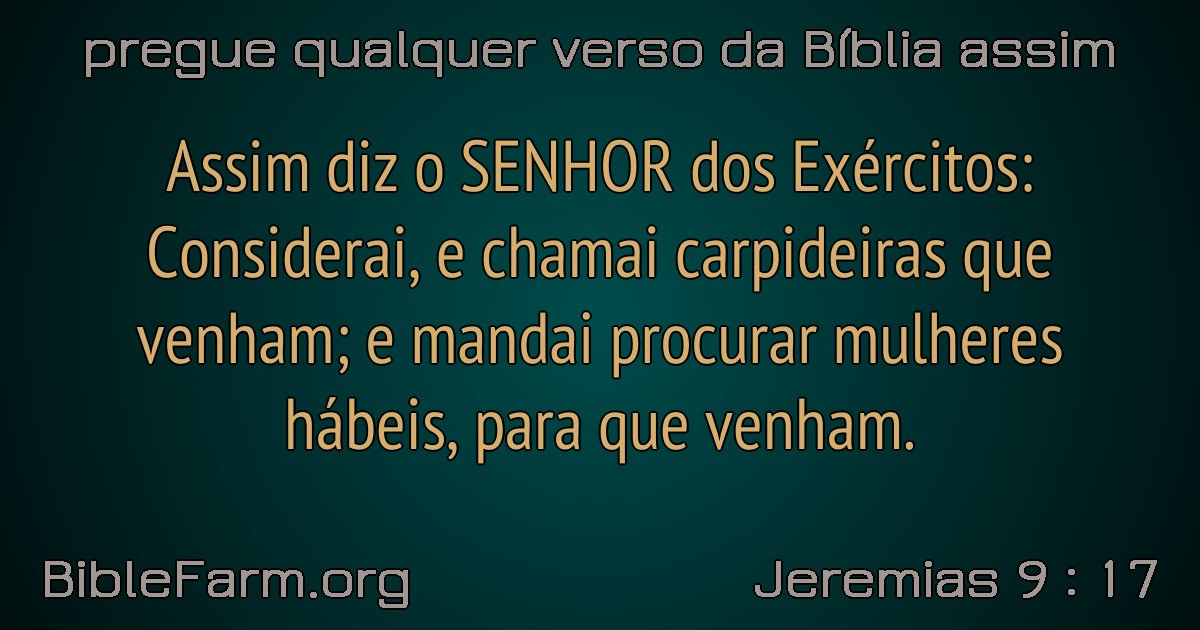 pregue qualquer verso da Bíblia assim
Assim diz o SENHOR dos Exércitos:
Considerai, e chamai carpideiras que
venham; e mandai procurar mulheres
hábeis, para que venham.
BibleFarm.org
Jeremias 9 : 17